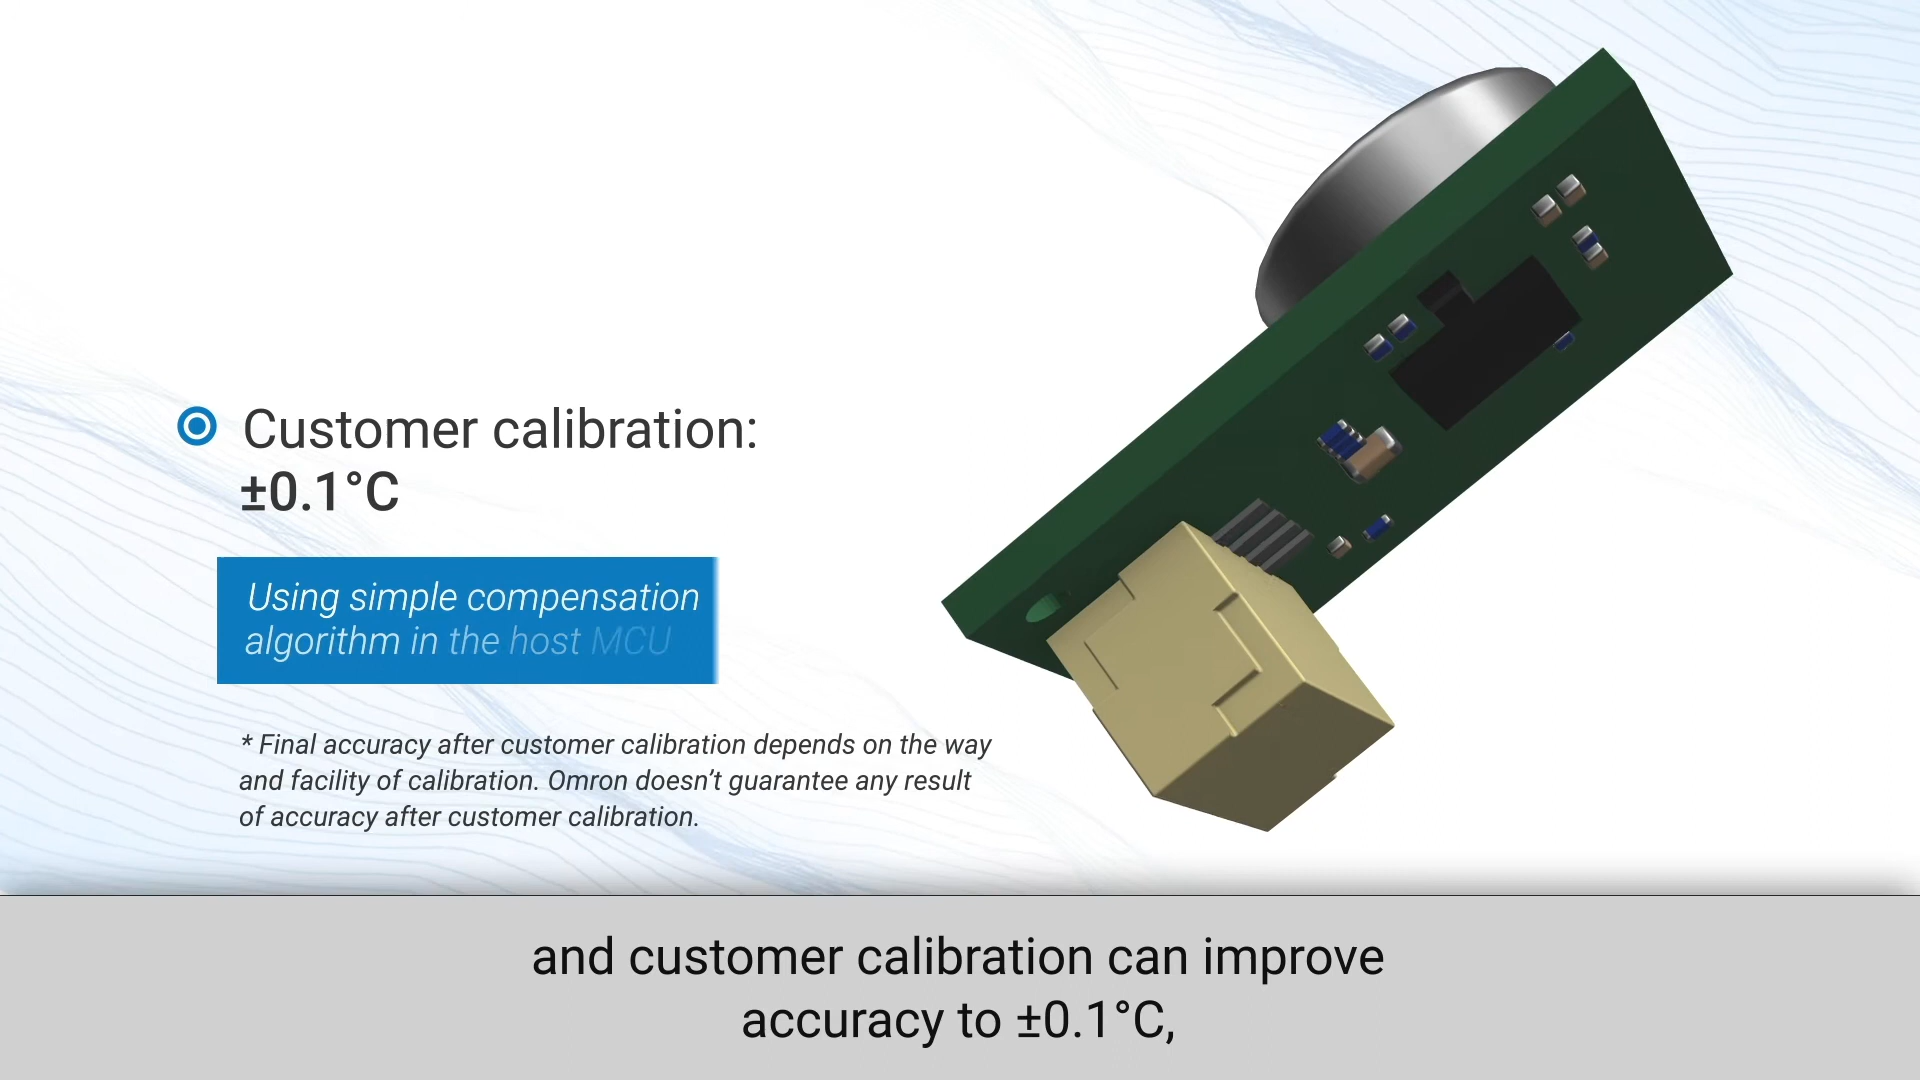 Customer calibration:
±0.1°C
Using simple compensation
algorithm in the host MCU
* Final accuracy after customer calibration depends on the way
and facility of calibration. Omron doesn’t guarantee any result
of accuracy after customer calibration.
and customer calibration can improve
accuracy to ±0.1°C,